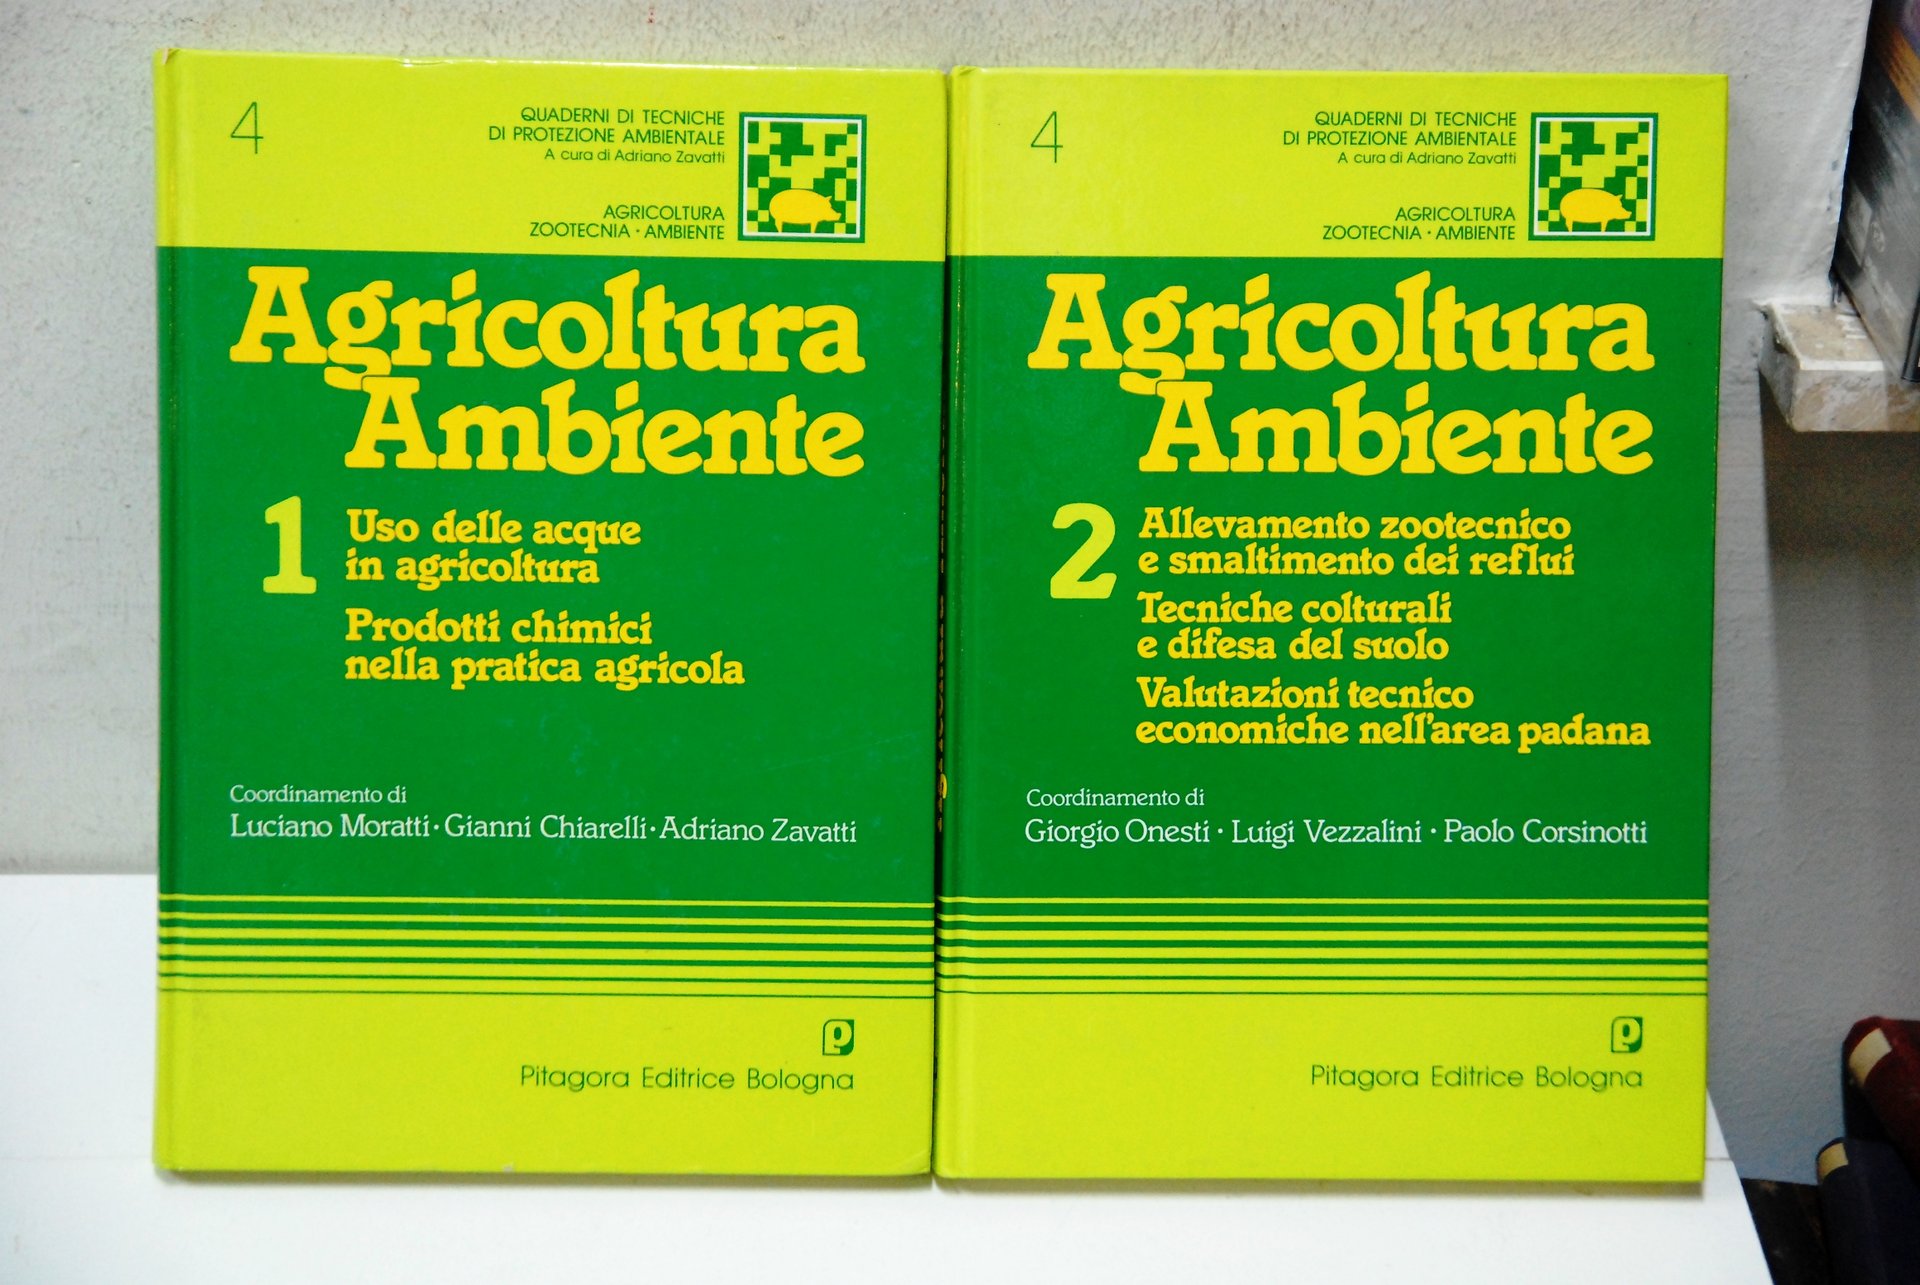 4
QUADERNI DI TECNICHE
DI PROTEZIONE AMBIENTALE
A cura di Adriano Zavatti
AGRICOLTURA
ZOOTECNIA · AMBIENTE
Agricoltura
Ambiente
1
Uso delle acque
in agricoltura
Prodotti chimici
nella pratica agricola
Coordinamento di
Luciano Moratti · Gianni Chiarelli · Adriano Zavatti
Pitagora Editrice Bologna
4
QUADERNI DI TECNICHE
DI PROTEZIONE AMBIENTALE
A cura di Adriano Zavatti
AGRICOLTURA
ZOOTECNIA · AMBIENTE
Agricoltura
Ambiente
2
Allevamento zootecnico
e smaltimento dei reflui
Tecniche colturali
e difesa del suolo
Valutazioni tecnico
economiche nell'area padana
Coordinamento di
Giorgio Onesti · Luigi Vezzalini · Paolo Corsinotti
Pitagora Editrice Bologna